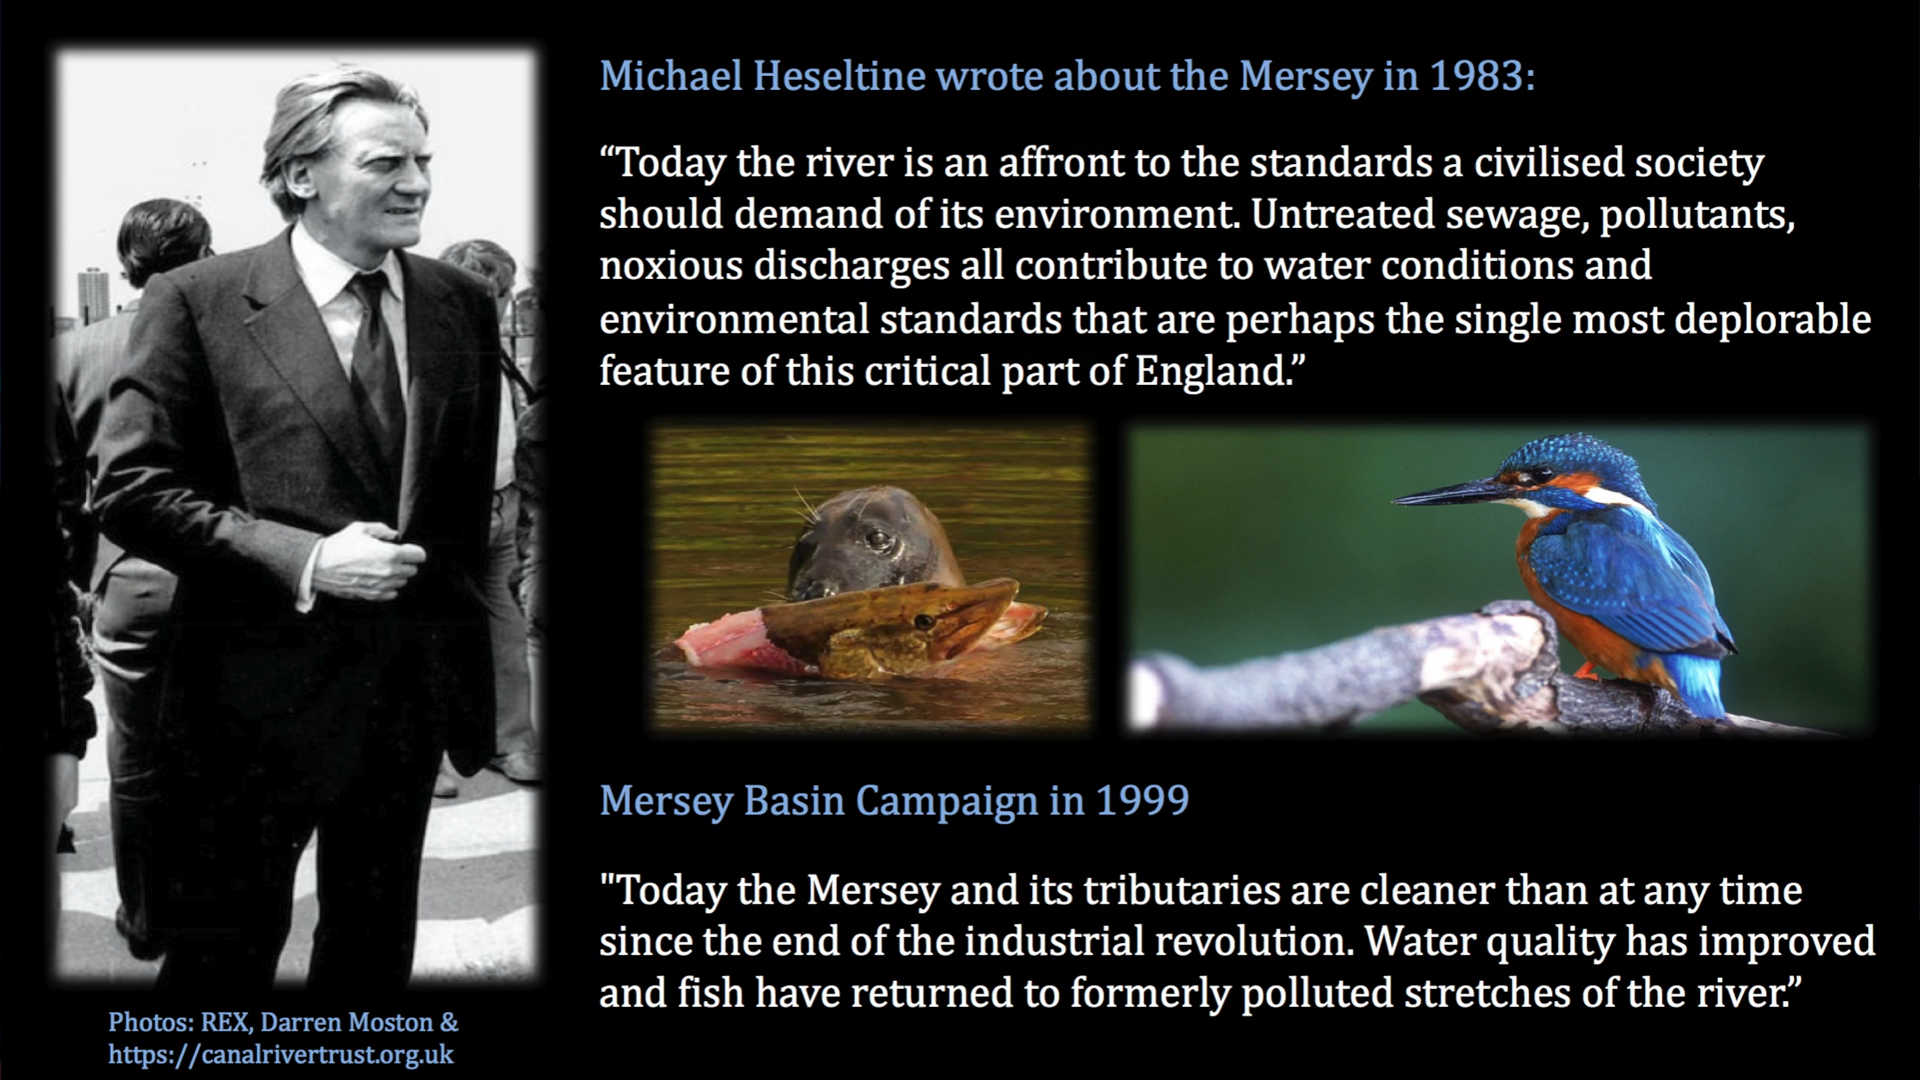 Michael Heseltine wrote about the Mersey in 1983:
“Today the river is an affront to the standards a civilised society
should demand of its environment. Untreated sewage, pollutants,
noxious discharges all contribute to water conditions and
environmental standards that are perhaps the single most deplorable
feature of this critical part of England.”
Mersey Basin Campaign in 1999
"Today the Mersey and its tributaries are cleaner than at any time
since the end of the industrial revolution. Water quality has improved
and fish have returned to formerly polluted stretches of the river.”
Photos: REX, Darren Moston &
https://canalrivertrust.org.uk